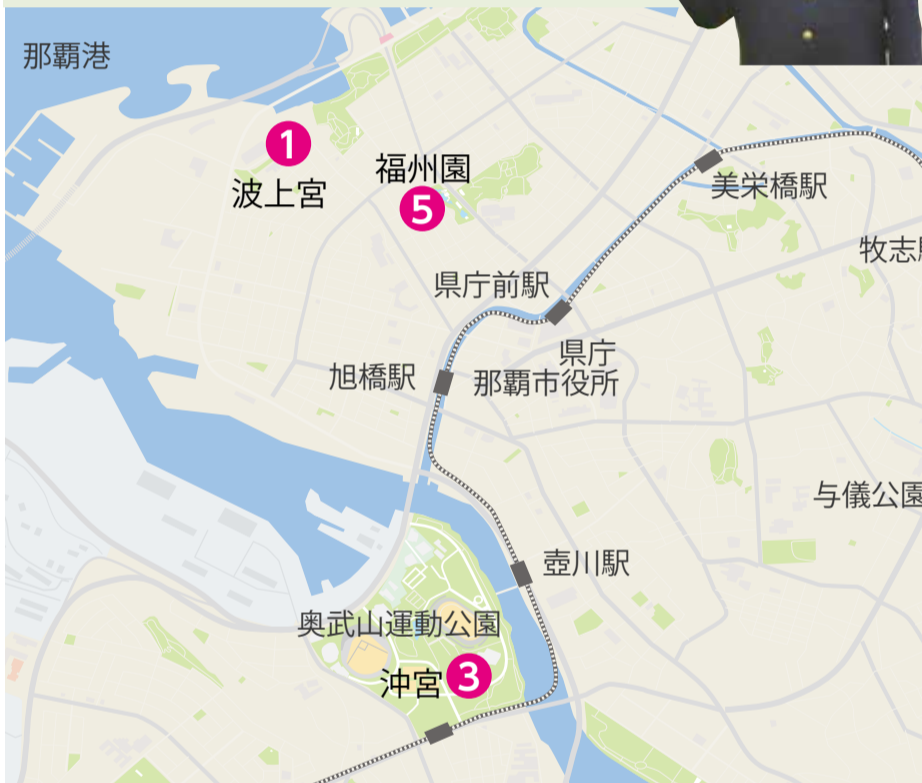 那覇港
1
波上宮
福州園
5
美栄橋駅
牧志
県庁前駅
県庁
那覇市役所
旭橋駅
与儀公園
壺川駅
奥武山運動公園
沖宮 3